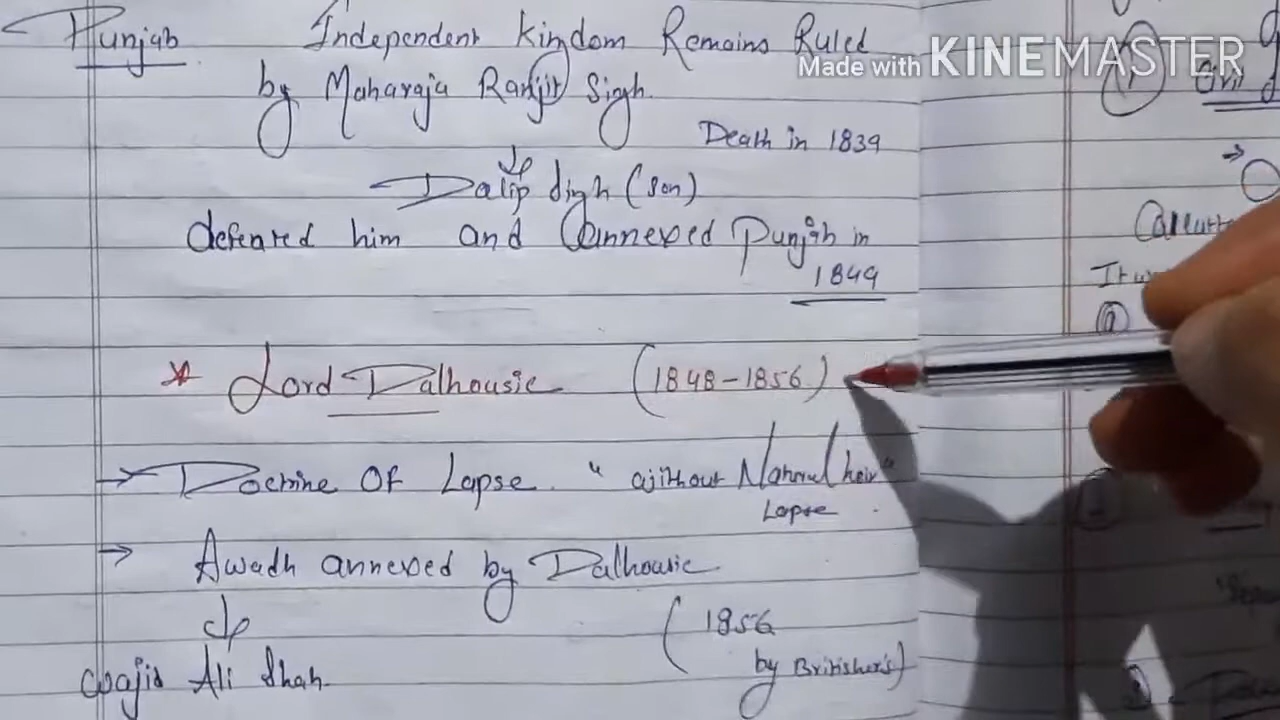 Punjab Independent kingdom Remains Ruled
by Maharaja Ranjit Singh.
Death in 1839
Dalip Singh (son)
defeated him and annexed Punjab in
1849
Lord Dalhousie (1848-1856)
→ Doctrine Of Lapse. "without Natural heir"
Lapse
→ Awadh annexed by Dalhousie.
(1856
by Britisher's)
Wajid Ali Shah.
Made with KINEMASTER
Civil